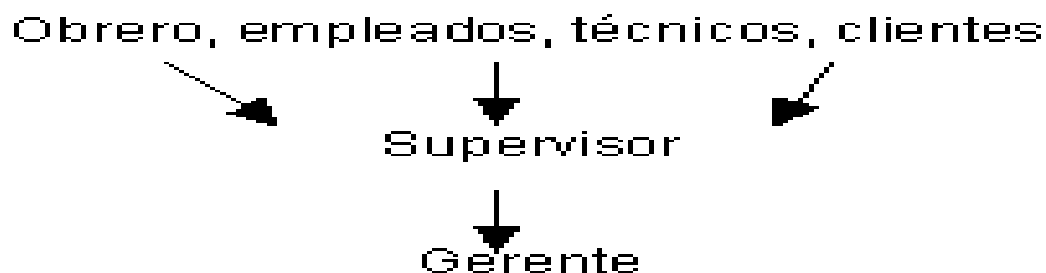 Obrero, empleados, técnicos, clientes
Supervisor
Gerente